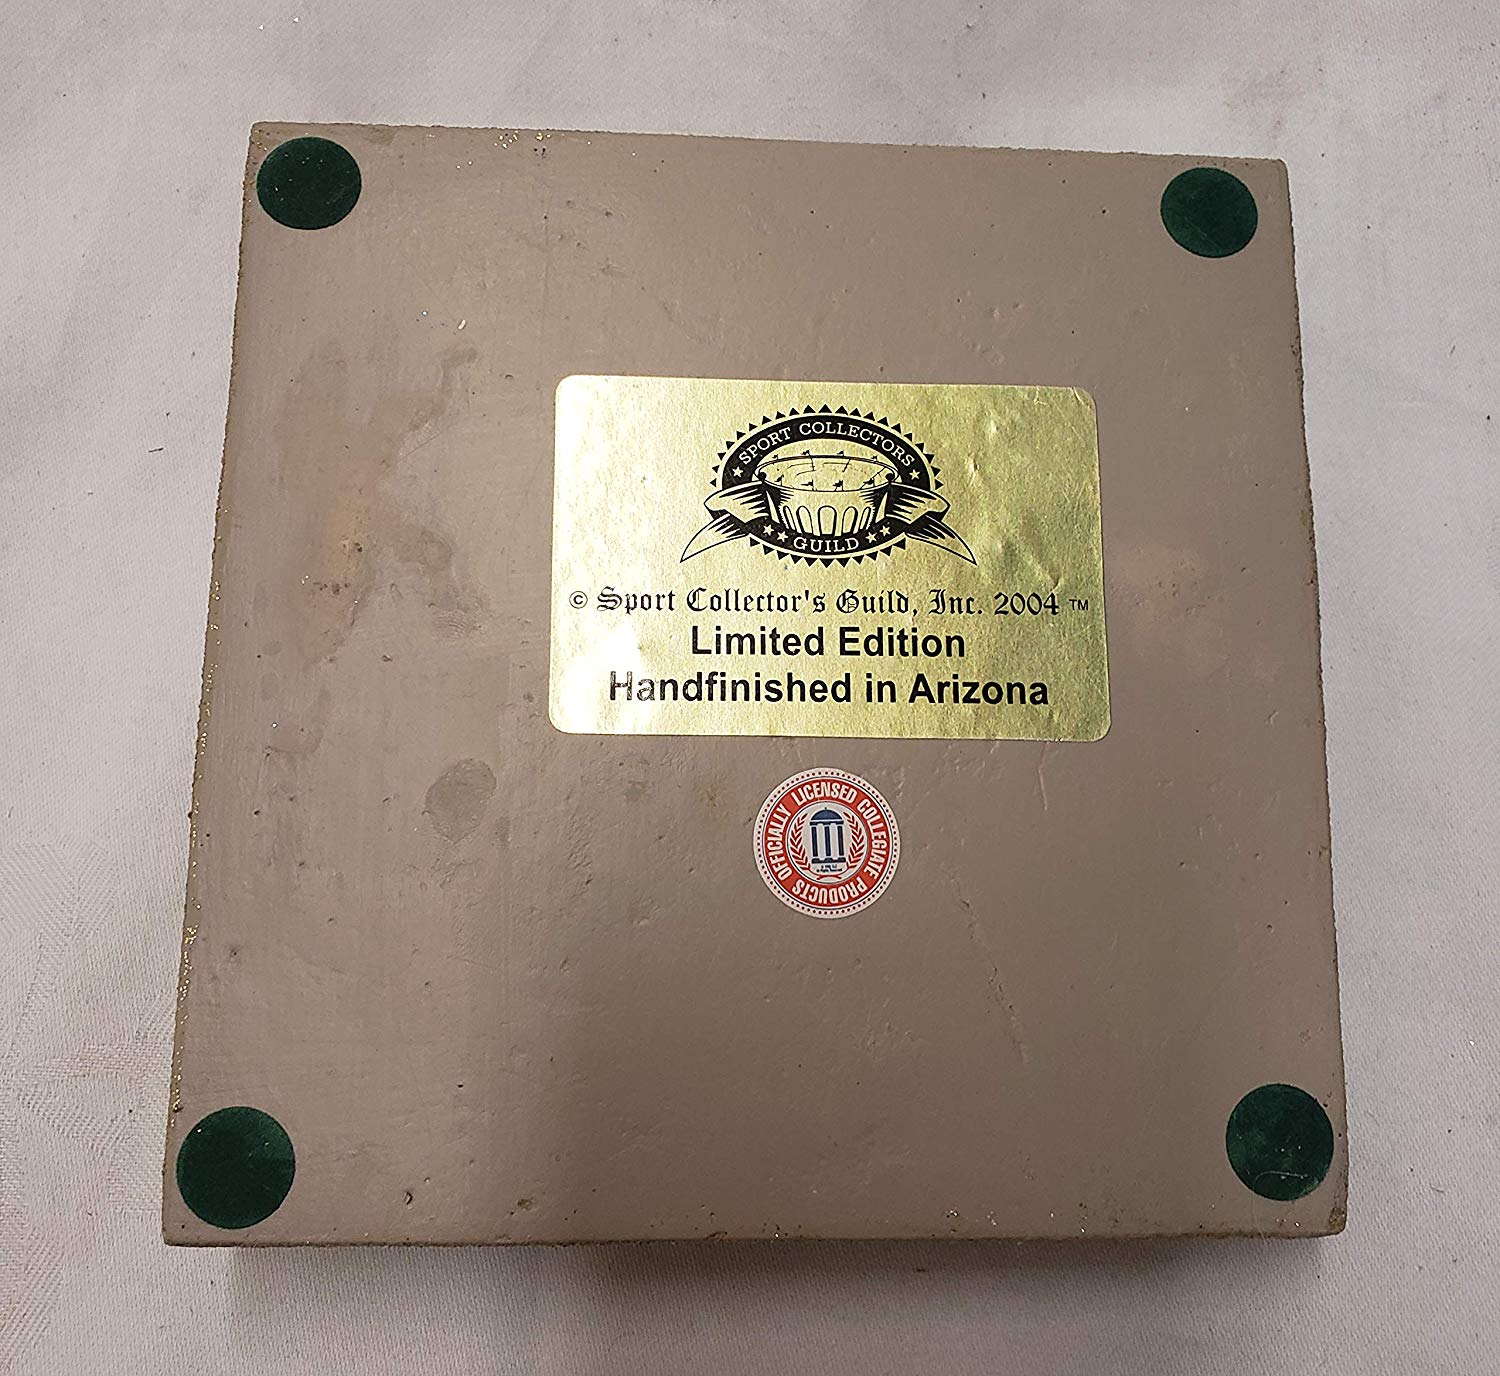 SPORT COLLECTORS
GUILD
© Sport Collector's Guild, Inc. 2004 ™
Limited Edition
Handfinished in Arizona
OFFICIALLY LICENSED COLLEGIATE PRODUCTS